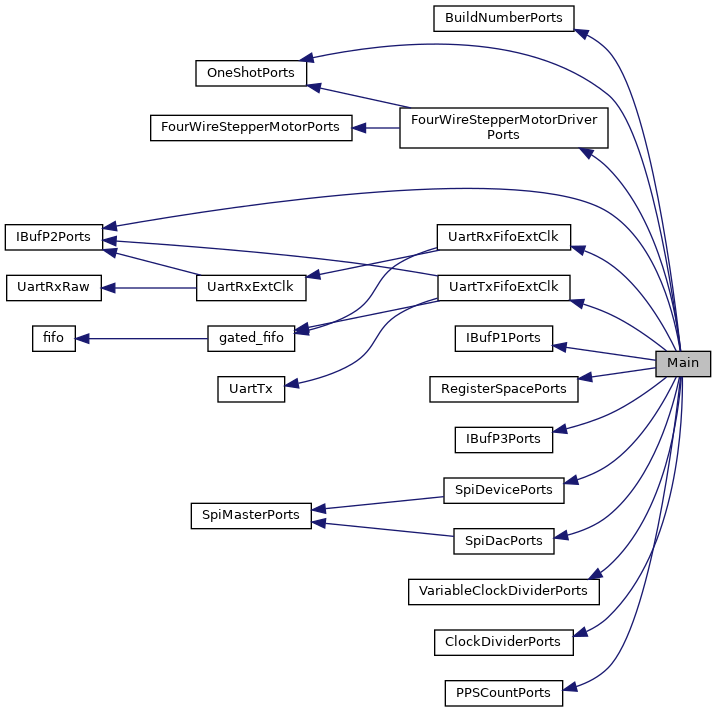 BuildNumberPorts
OneShotPorts
FourWireStepperMotorDriver
Ports
FourWireStepperMotorPorts
IBufP2Ports
UartRxFifoExtClk
UartRxRaw
UartRxExtClk
UartTxFifoExtClk
fifo
gated_fifo
IBufP1Ports
Main
UartTx
RegisterSpacePorts
IBufP3Ports
SpiDevicePorts
SpiMasterPorts
SpiDacPorts
VariableClockDividerPorts
ClockDividerPorts
PPSCountPorts